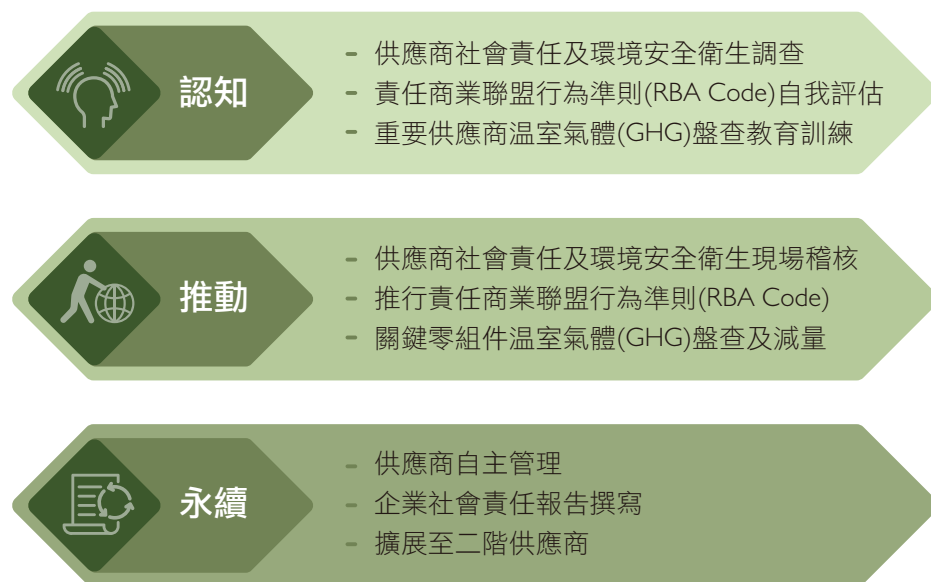 認知
- 供應商社會責任及環境安全衛生調查
- 責任商業聯盟行為準則(RBA Code)自我評估
- 重要供應商温室氣體(GHG)盤查教育訓練
推動
- 供應商社會責任及環境安全衛生現場稽核
- 推行責任商業聯盟行為準則(RBA Code)
- 關鍵零組件温室氣體(GHG)盤查及減量
永續
- 供應商自主管理
- 企業社會責任報告撰寫
- 擴展至二階供應商